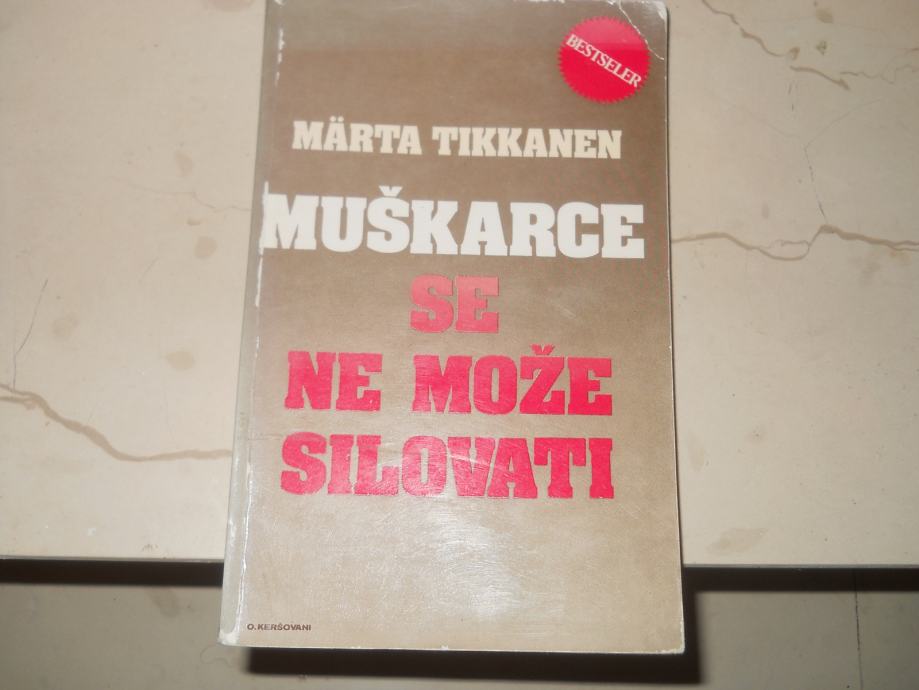 BESTSELER
MÄRTA TIKKANEN
MUŠKARCE
SE
NE MOŽE
SILOVATI
O. KERŠOVANI